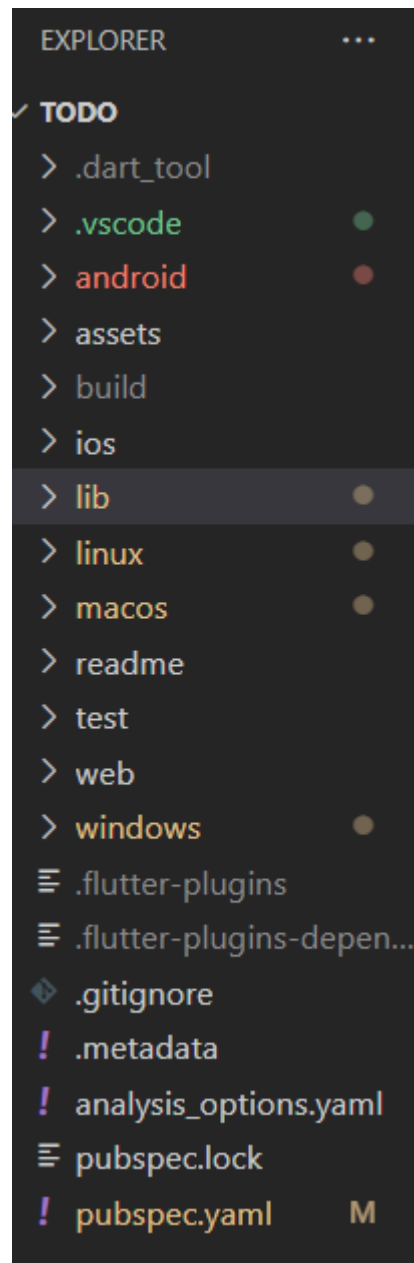 EXPLORER ...
TODO
.dart_tool
.vscode
android
assets
build
ios
lib
linux
macos
readme
test
web
windows
.flutter-plugins
.flutter-plugins-depen...
.gitignore
! .metadata
! analysis_options.yaml
pubspec.lock
! pubspec.yaml M